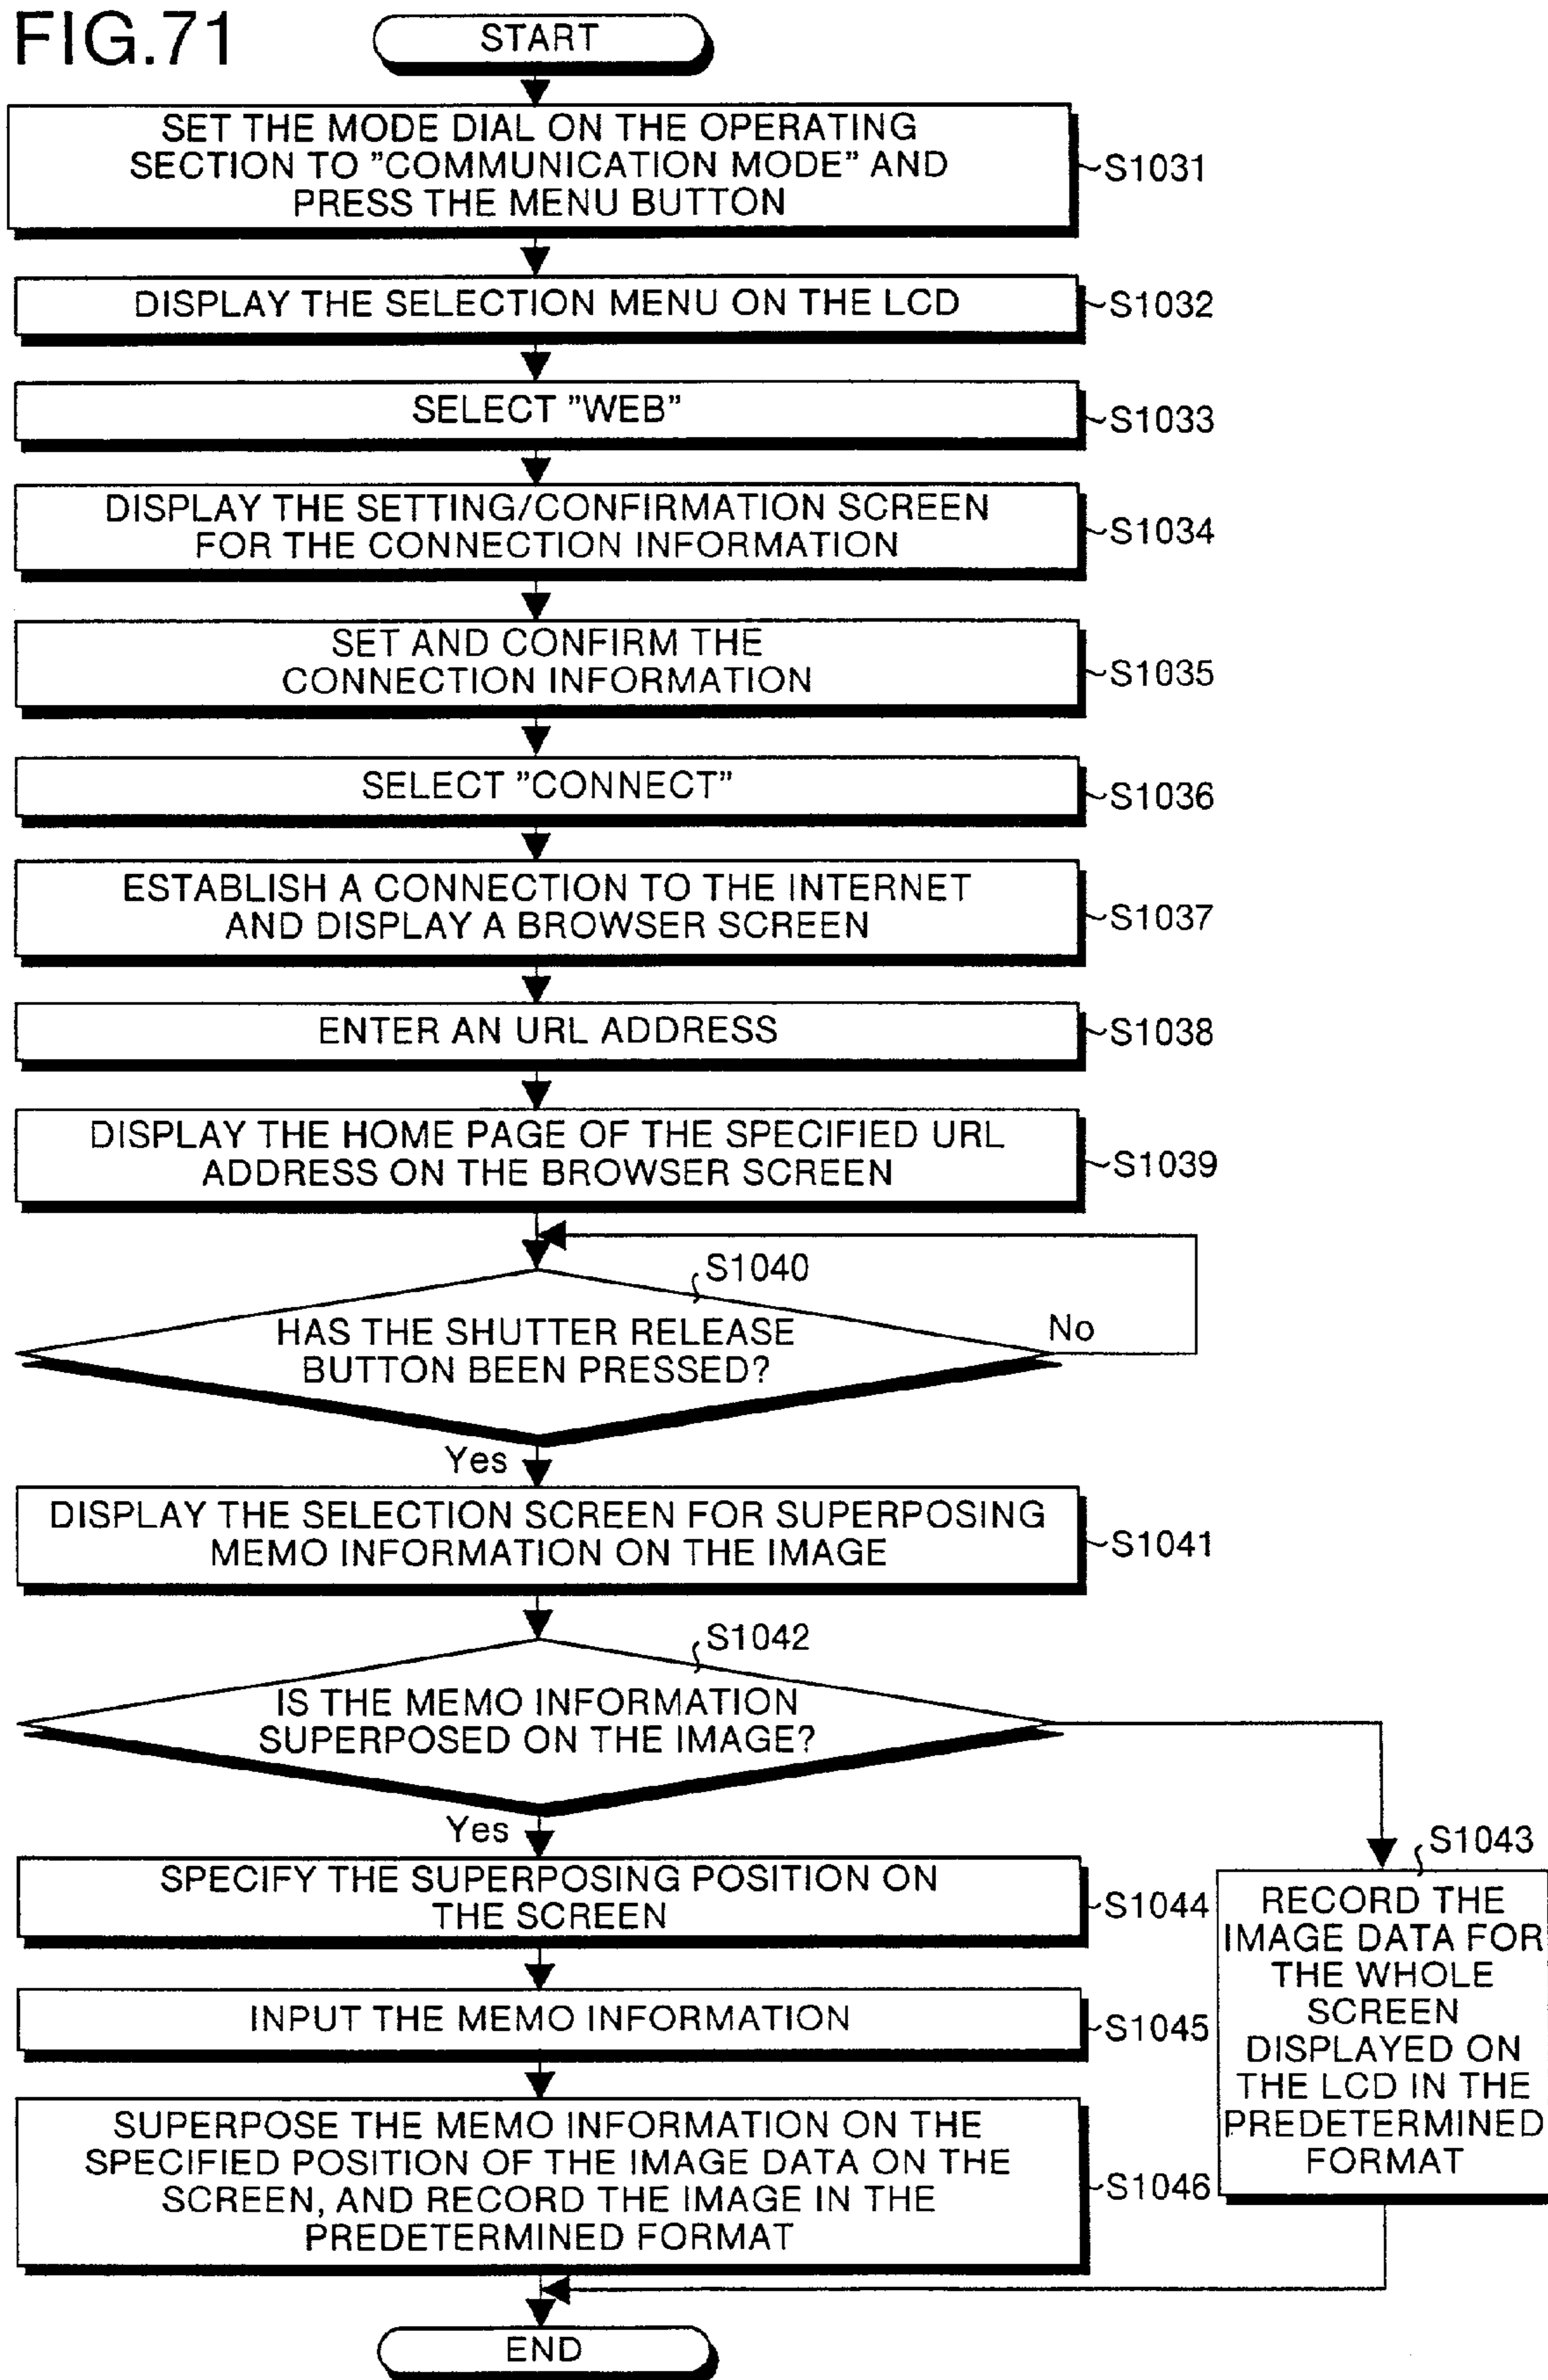 FIG.71
START
SET THE MODE DIAL ON THE OPERATING
SECTION TO "COMMUNICATION MODE" AND
PRESS THE MENU BUTTON
S1031
DISPLAY THE SELECTION MENU ON THE LCD
S1032
SELECT "WEB"
S1033
DISPLAY THE SETTING/CONFIRMATION SCREEN
FOR THE CONNECTION INFORMATION
S1034
SET AND CONFIRM THE
CONNECTION INFORMATION
S1035
SELECT "CONNECT"
S1036
ESTABLISH A CONNECTION TO THE INTERNET
AND DISPLAY A BROWSER SCREEN
S1037
ENTER AN URL ADDRESS
S1038
DISPLAY THE HOME PAGE OF THE SPECIFIED URL
ADDRESS ON THE BROWSER SCREEN
S1039
S1040
HAS THE SHUTTER RELEASE
BUTTON BEEN PRESSED?
No
Yes
DISPLAY THE SELECTION SCREEN FOR SUPERPOSING
MEMO INFORMATION ON THE IMAGE
S1041
S1042
IS THE MEMO INFORMATION
SUPERPOSED ON THE IMAGE?
Yes
S1043
RECORD THE
IMAGE DATA FOR
THE WHOLE
SCREEN
DISPLAYED ON
THE LCD IN THE
PREDETERMINED
FORMAT
SPECIFY THE SUPERPOSING POSITION ON
THE SCREEN
S1044
INPUT THE MEMO INFORMATION
S1045
SUPERPOSE THE MEMO INFORMATION ON THE
SPECIFIED POSITION OF THE IMAGE DATA ON THE
SCREEN, AND RECORD THE IMAGE IN THE
PREDETERMINED FORMAT
S1046
END